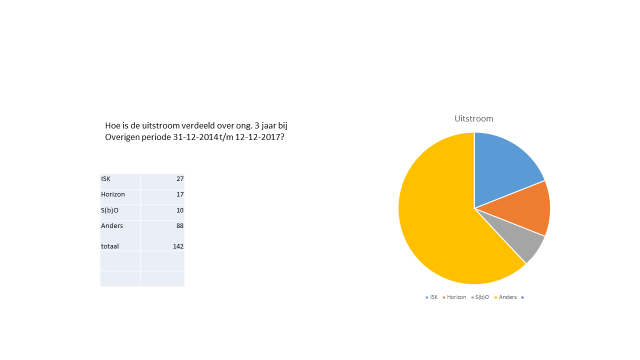 Hoe is de uitstroom verdeeld over ong. 3 jaar bij
Overigen periode 31-12-2014 t/m 12-12-2017?
ISK 27
Horizon 17
S(b)O 10
Anders 88
totaal 142
Uitstroom
ISK Horizon S(b)O Anders